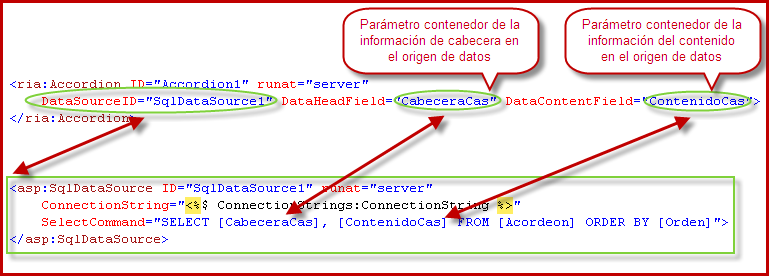 Parámetro contenedor de la
información de cabecera en
el origen de datos
Parámetro contenedor de la
información del contenido
en el origen de datos
<ria:Accordion ID="Accordion1" runat="server"
DataSourceID="SqlDataSource1" DataHeadField="CabeceraCas" DataContentField="ContenidoCas">
</ria:Accordion>
<asp:SqlDataSource ID="SqlDataSource1" runat="server"
ConnectionString="<%$ ConnectionStrings:ConnectionString %>"
SelectCommand="SELECT [CabeceraCas], [ContenidoCas] FROM [Acordeon] ORDER BY [Orden]">
</asp:SqlDataSource>